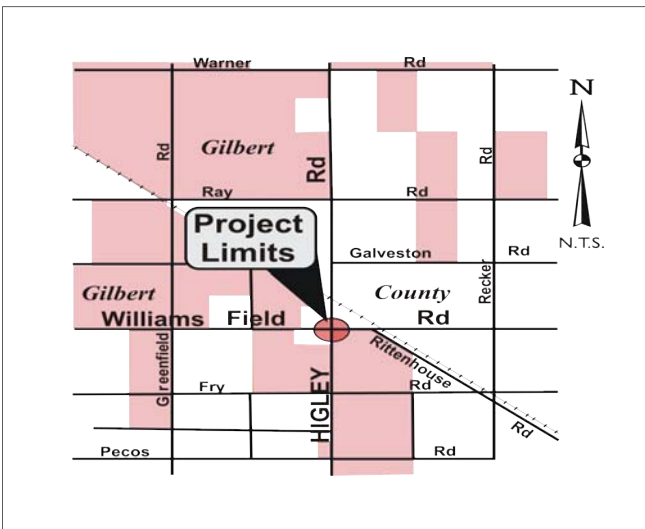 Warner Rd
N
Rd
Gilbert
Rd
Rd
Ray Rd
Project
Limits
Galveston Rd
N.T.S.
Gilbert
County
Recker
Williams Field Rd
Greenfield
Rittenhouse
Rd
HIGLEY
Fry Rd
Pecos Rd